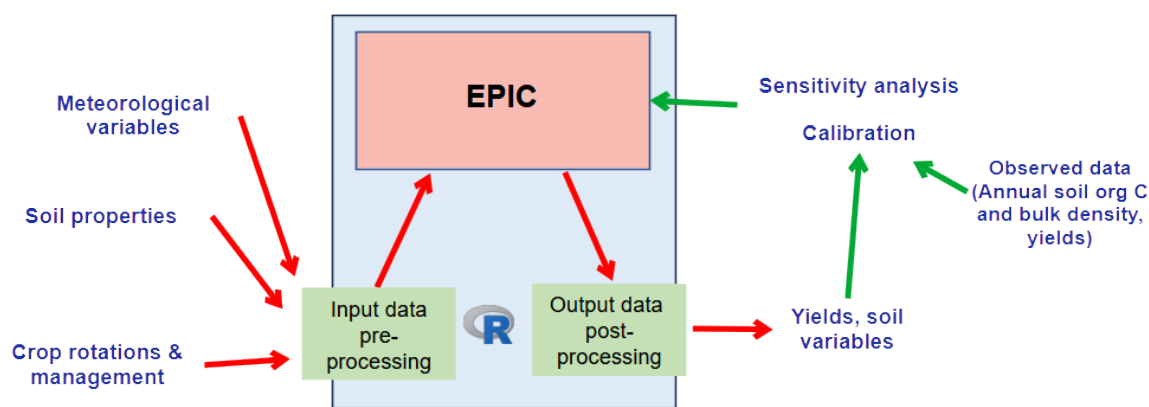 EPIC
Meteorological
variables
Soil properties
Crop rotations &
management
Input data
pre-
processing
R
Output data
post-
processing
Yields, soil
variables
Sensitivity analysis
Calibration
Observed data
(Annual soil org C
and bulk density,
yields)